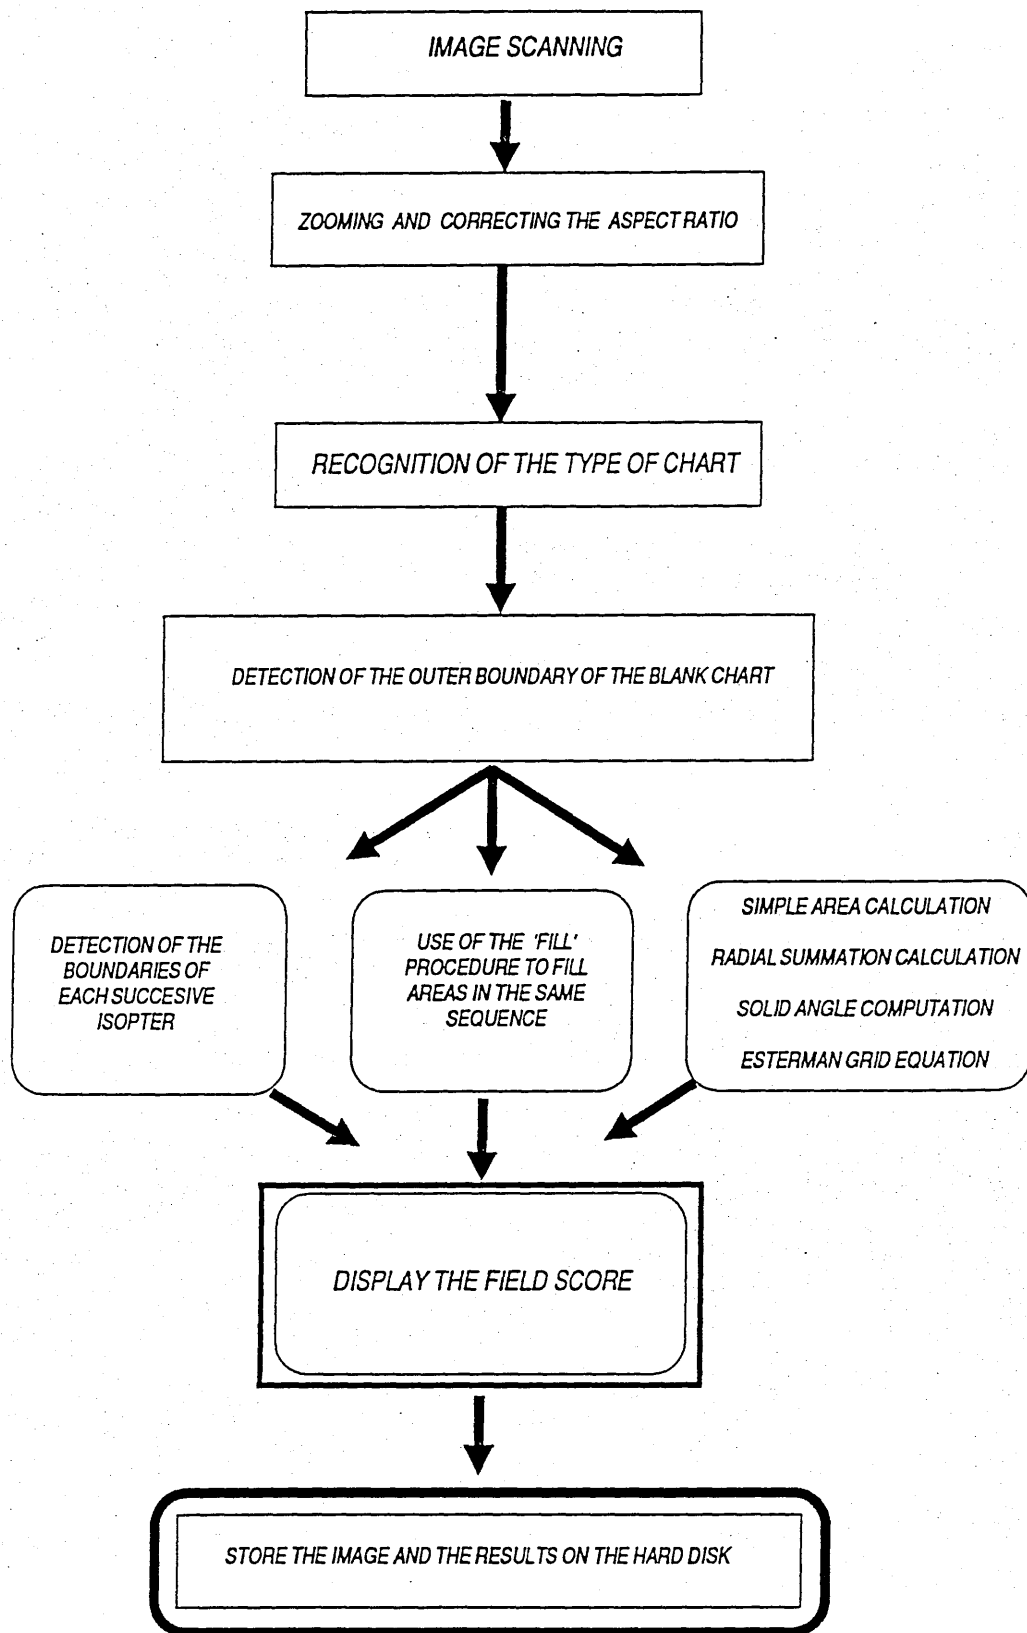 IMAGE SCANNING
ZOOMING AND CORRECTING THE ASPECT RATIO
RECOGNITION OF THE TYPE OF CHART
DETECTION OF THE OUTER BOUNDARY OF THE BLANK CHART
DETECTION OF THE
BOUNDARIES OF
EACH SUCCESIVE
ISOPTER
USE OF THE 'FILL'
PROCEDURE TO FILL
AREAS IN THE SAME
SEQUENCE
SIMPLE AREA CALCULATION
RADIAL SUMMATION CALCULATION
SOLID ANGLE COMPUTATION
ESTERMAN GRID EQUATION
DISPLAY THE FIELD SCORE
STORE THE IMAGE AND THE RESULTS ON THE HARD DISK